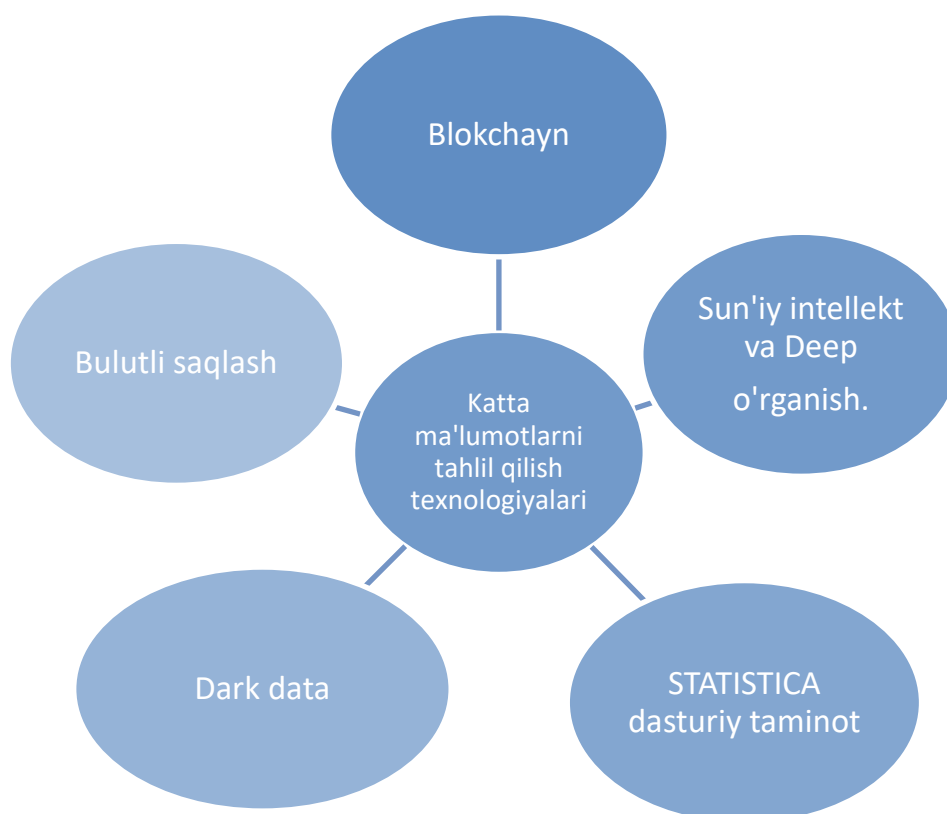 Blokchayn
Sun'iy intellekt
va Deep
o'rganish.
Bulutli saqlash
Katta
ma'lumotlarni
tahlil qilish
texnologiyalari
Dark data
STATISTICA
dasturiy taminot